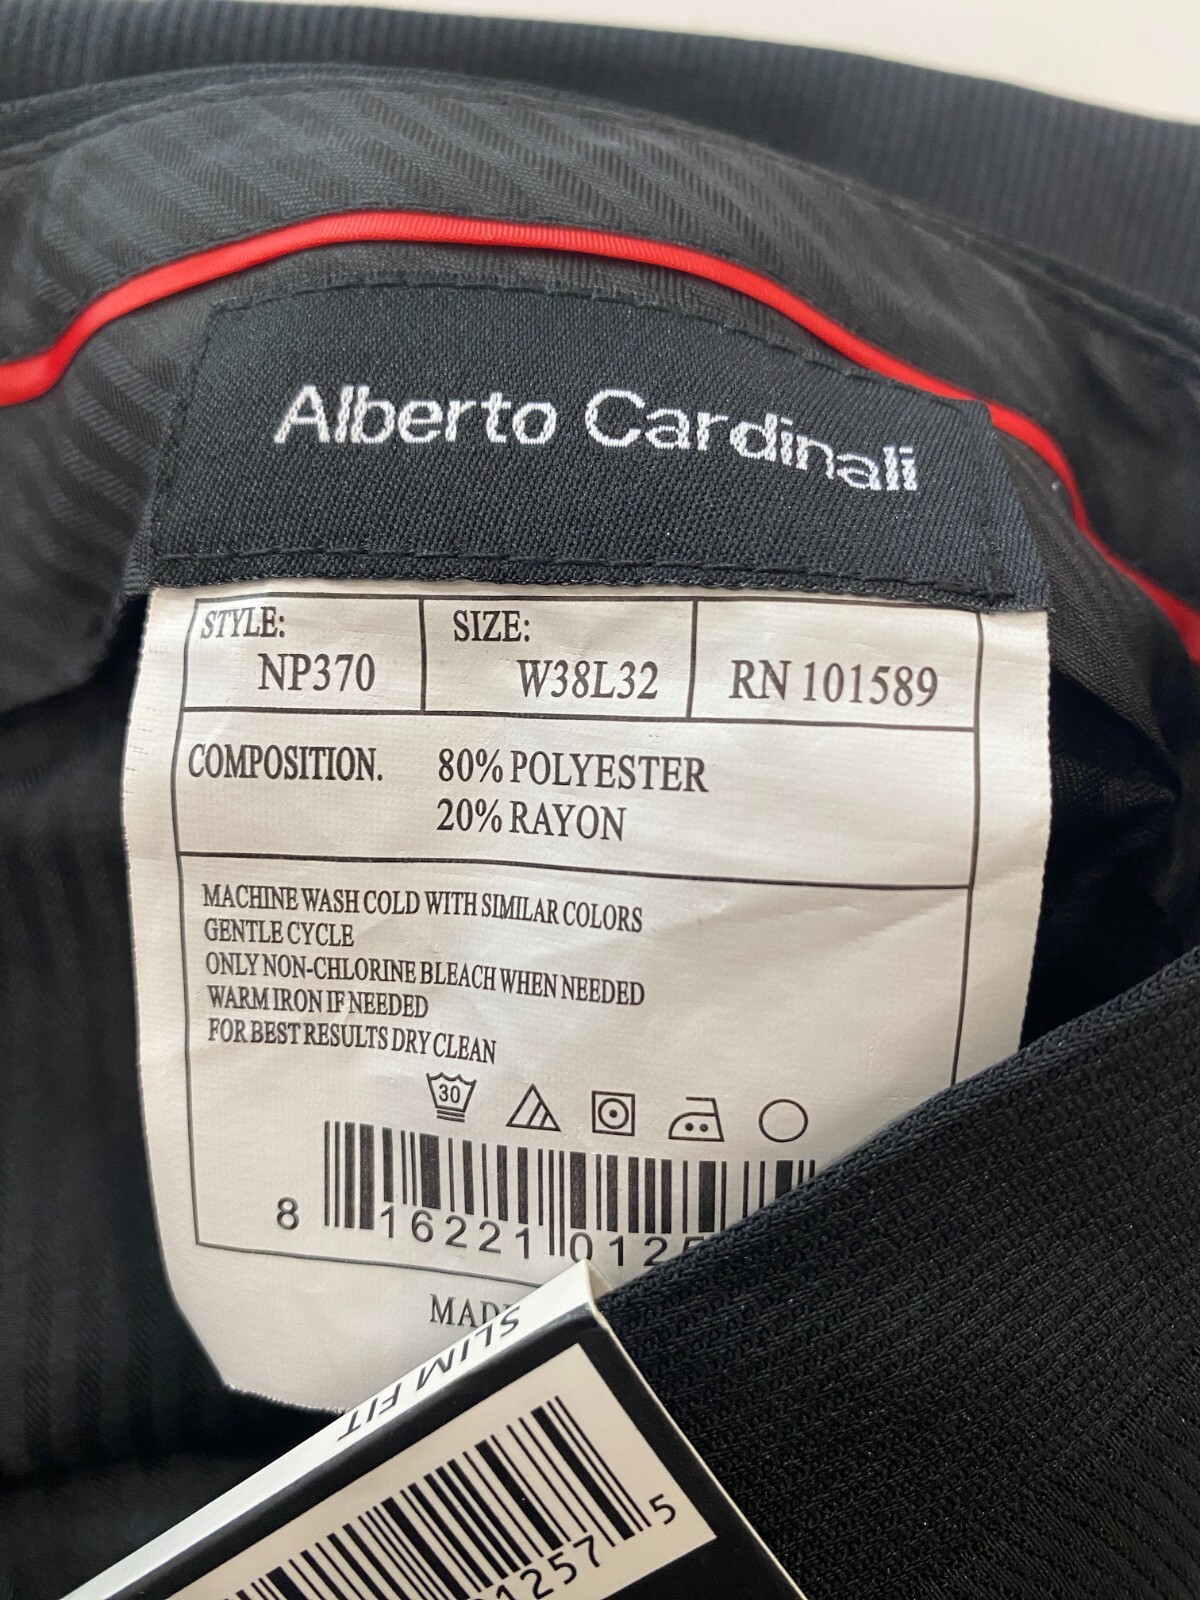 Alberto Cardinali
STYLE:
NP370
SIZE:
W38L32
RN 101589
COMPOSITION. 80% POLYESTER
20% RAYON
MACHINE WASH COLD WITH SIMILAR COLORS
GENTLE CYCLE
ONLY NON-CHLORINE BLEACH WHEN NEEDED
WARM IRON IF NEEDED
FOR BEST RESULTS DRY CLEAN
30
8 16221 0125
SLIM FIT
1257 5